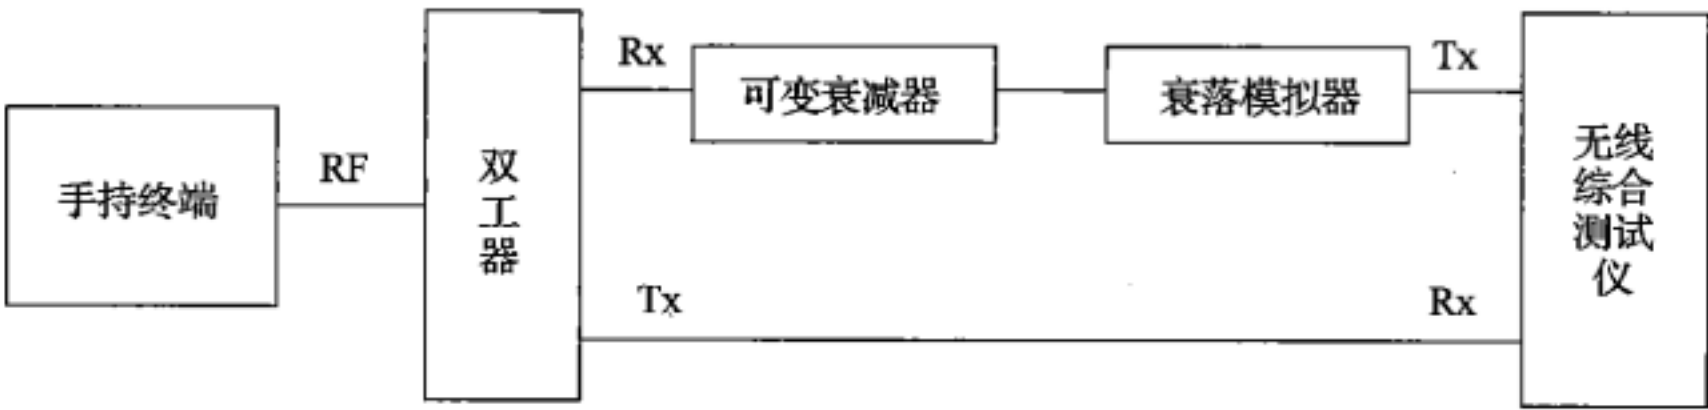 手持终端
RF
双
工
器
Rx
可变衰减器
衰落模拟器
Tx
Tx
Rx
无线
综合
测试
仪